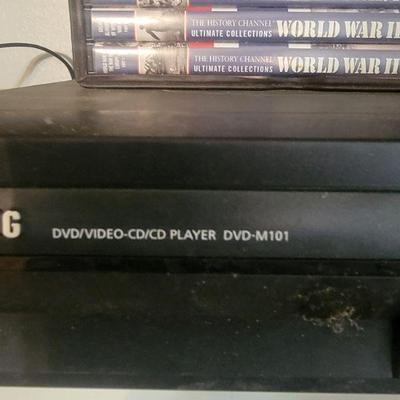 THE HISTORY CHANNEL
ULTIMATE COLLECTIONS
WORLD WAR II
THE HISTORY CHANNEL
ULTIMATE COLLECTIONS
WORLD WAR II
G DVD/VIDEO-CD/CD PLAYER DVD-M101